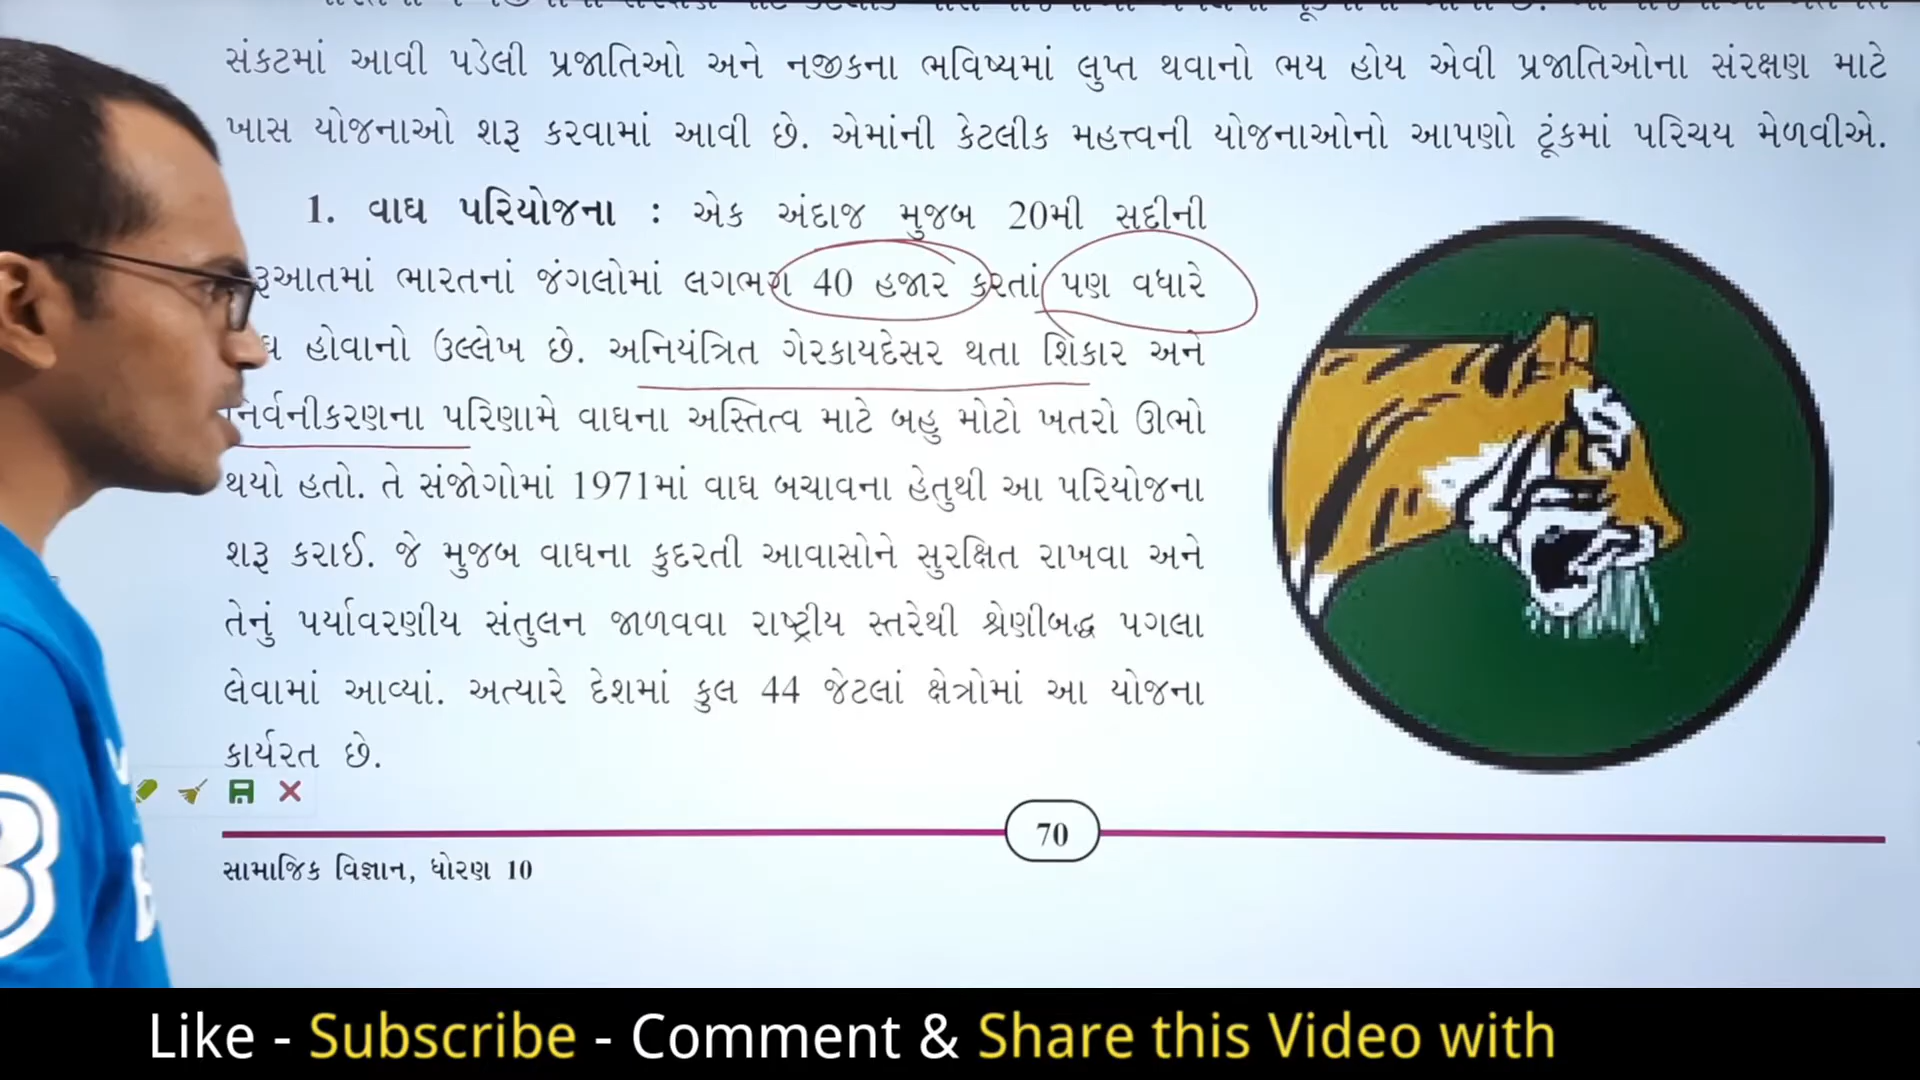 સંકટમાં આવી પડેલી પ્રજાતિઓ અને નજીકના ભવિષ્યમાં લુપ્ત થવાનો ભય હોય એવી પ્રજાતિઓના સંરક્ષણ માટે
ખાસ યોજનાઓ શરૂ કરવામાં આવી છે. એમાંની કેટલીક મહત્ત્વની યોજનાઓનો આપણો ટૂંકમાં પરિચય મેળવીએ.
1. વાઘ પરિયોજના : એક અંદાજ મુજબ 20મી સદીની
રૂઆતમાં ભારતનાં જંગલોમાં લગભગ 40 હજાર કરતાં પણ વધારે
હોવાનો ઉલ્લેખ છે. અનિયંત્રિત ગેરકાયદેસર થતા શિકાર અને
નિર્વનીકરણના પરિણામે વાઘના અસ્તિત્વ માટે બહુ મોટો ખતરો ઊભો
થયો હતો. તે સંજોગોમાં 1971માં વાઘ બચાવના હેતુથી આ પરિયોજના
શરૂ કરાઈ. જે મુજબ વાઘના કુદરતી આવાસોને સુરક્ષિત રાખવા અને
તેનું પર્યાવરણીય સંતુલન જાળવવા રાષ્ટ્રીય સ્તરેથી શ્રેણીબદ્ધ પગલા
લેવામાં આવ્યાં. અત્યારે દેશમાં કુલ 44 જેટલાં ક્ષેત્રોમાં આ યોજના
કાર્યરત છે.
70
સામાજિક વિજ્ઞાન, ધોરણ 10
Like - Subscribe - Comment & Share this Video with